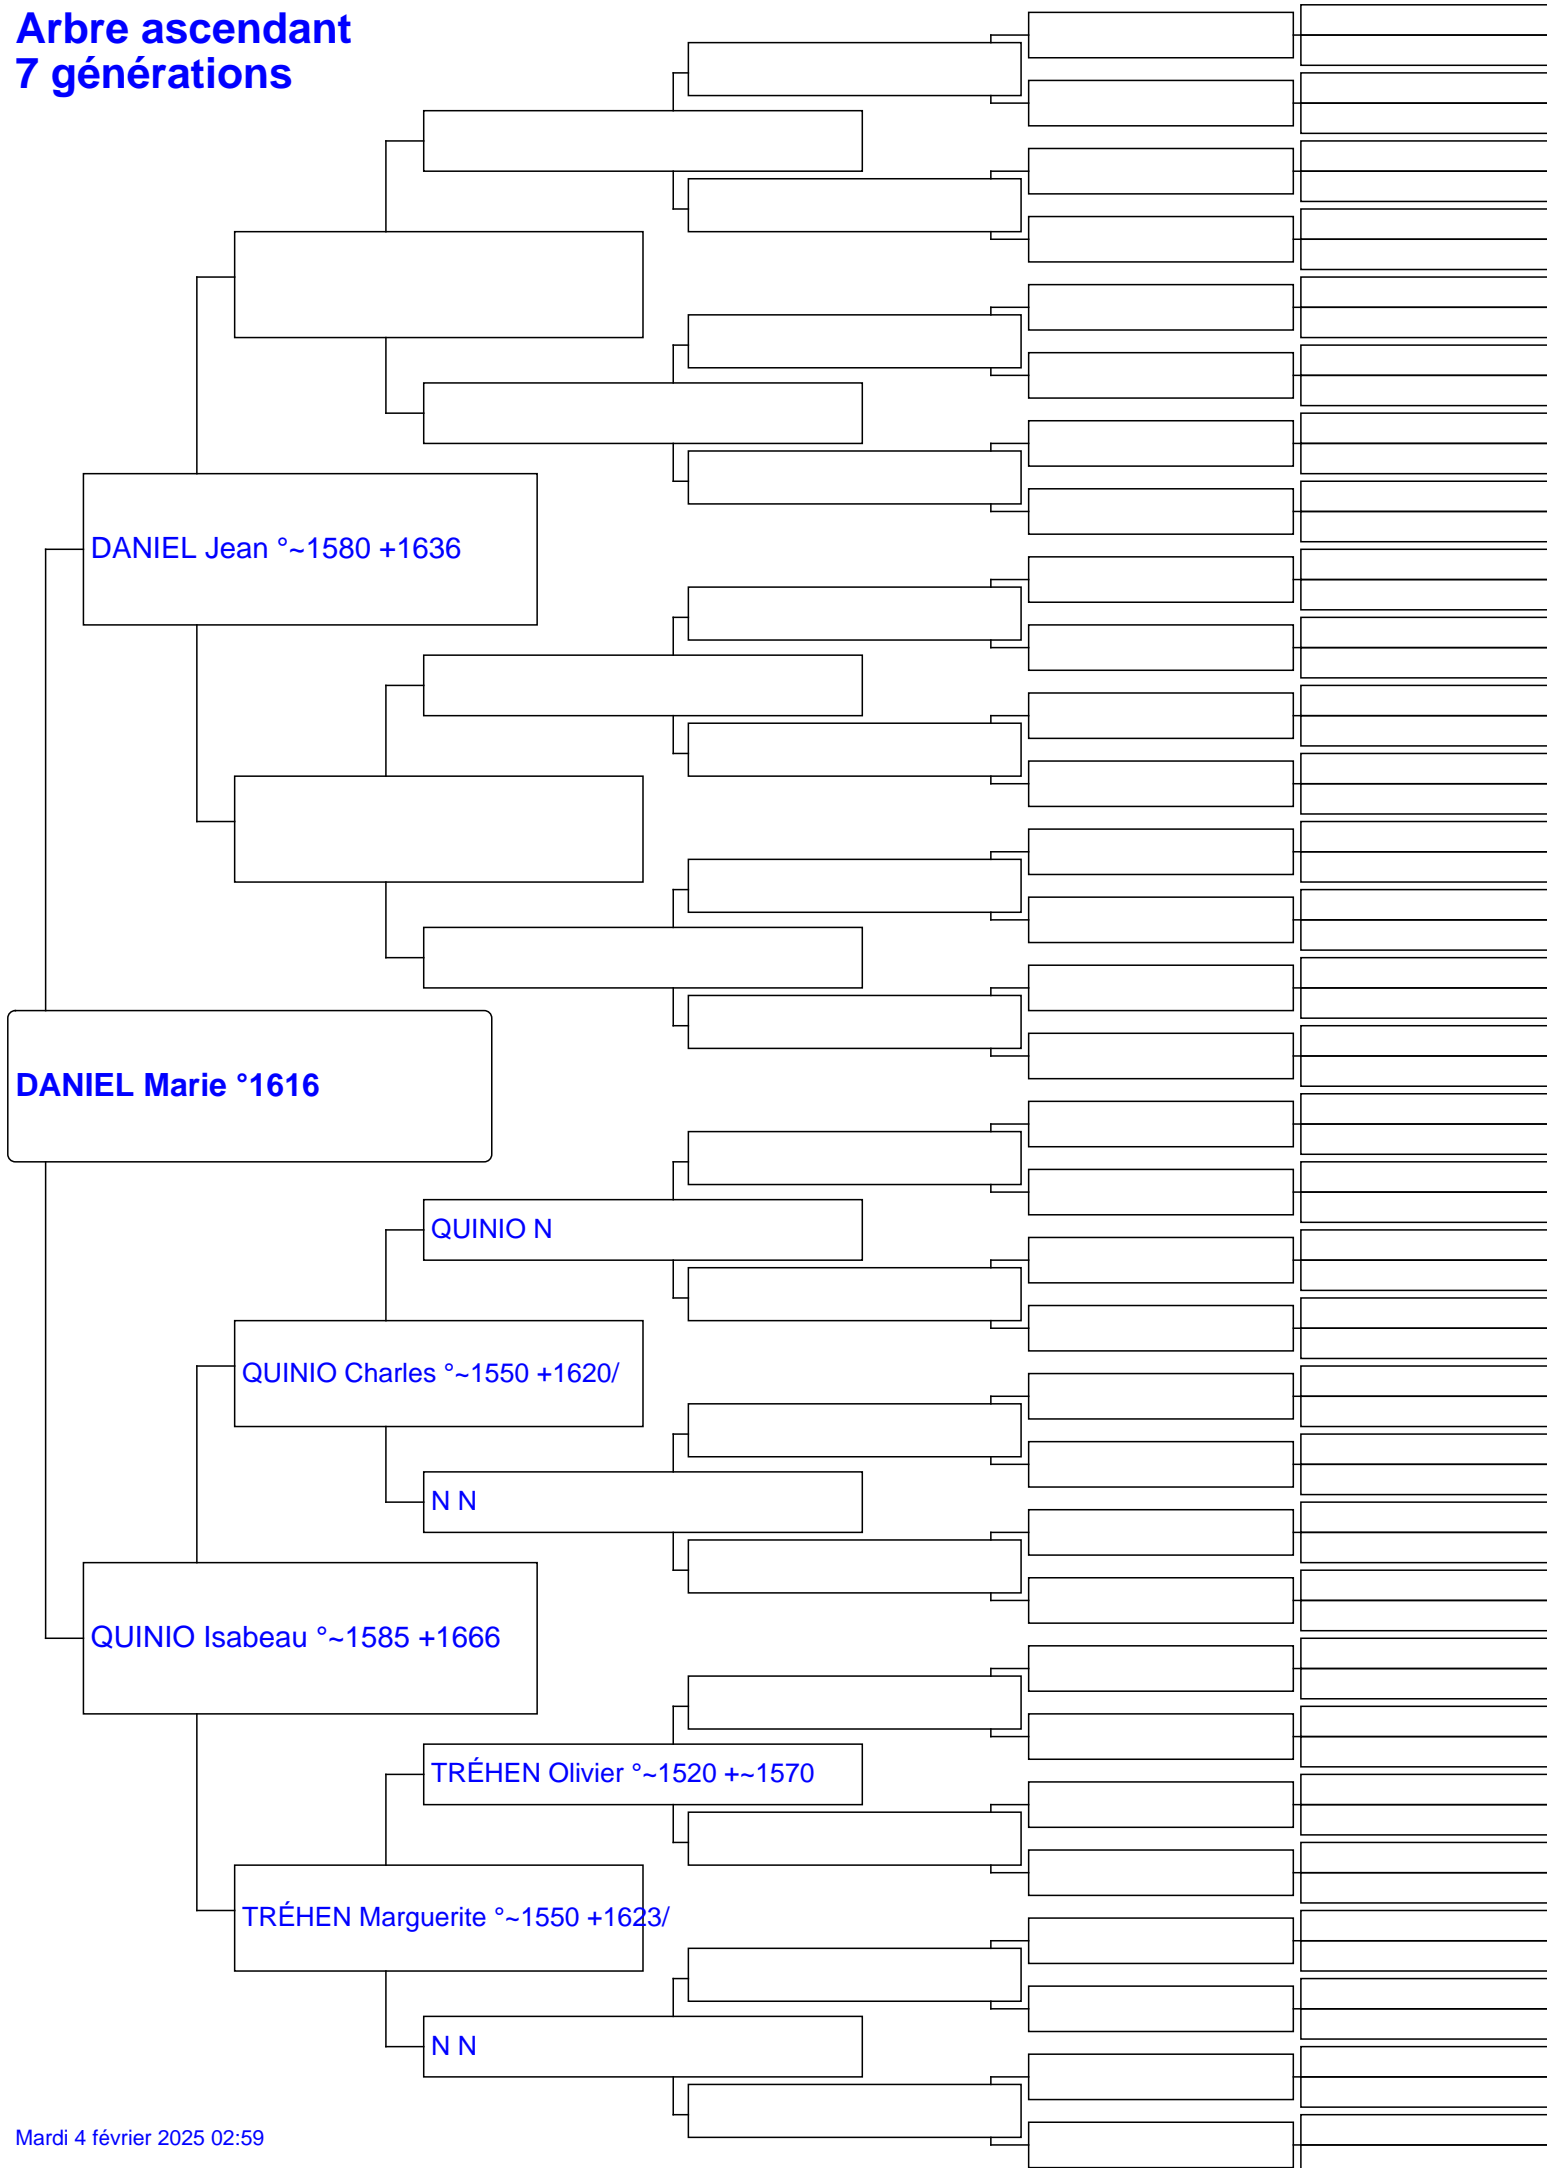 Arbre ascendant
7 générations
DANIEL Jean °~1580 +1636
DANIEL Marie °1616
QUINIO N
QUINIO Charles °~1550 +1620/
N N
QUINIO Isabeau °~1585 +1666
TRÉHEN Olivier °~1520 +~1570
TRÉHEN Marguerite °~1550 +1623/
N N
Mardi 4 février 2025 02:59